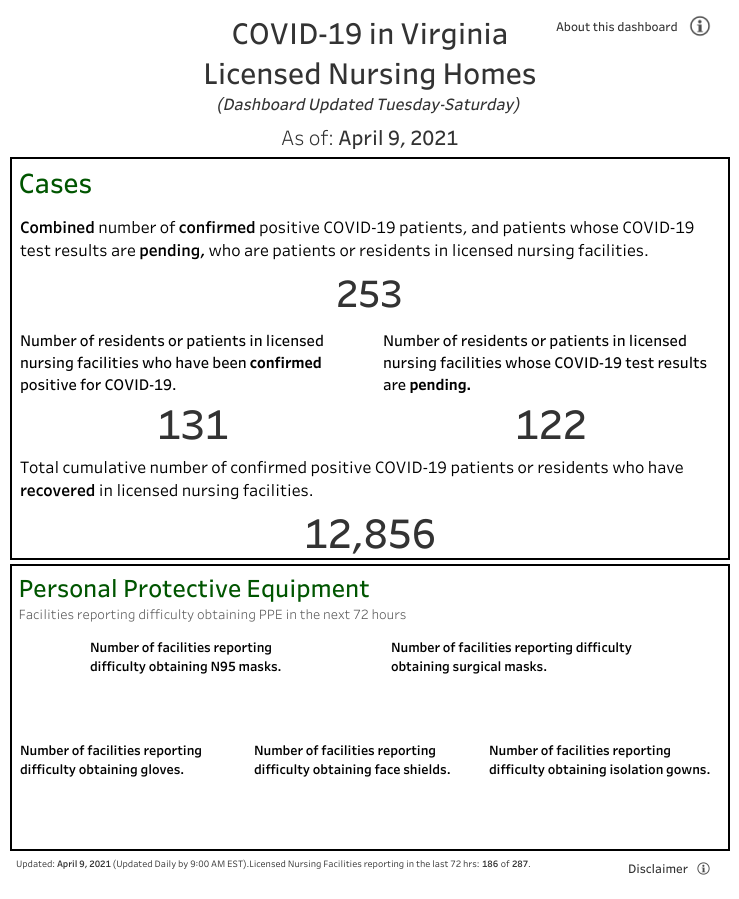 COVID-19 in Virginia
Licensed Nursing Homes
(Dashboard Updated Tuesday-Saturday)
About this dashboard
As of: April 9, 2021
Cases
Combined number of confirmed positive COVID-19 patients, and patients whose COVID-19
test results are pending, who are patients or residents in licensed nursing facilities.
253
Number of residents or patients in licensed
nursing facilities who have been confirmed
positive for COVID-19.
131
Number of residents or patients in licensed
nursing facilities whose COVID-19 test results
are pending.
122
Total cumulative number of confirmed positive COVID-19 patients or residents who have
recovered in licensed nursing facilities.
12,856
Personal Protective Equipment
Facilities reporting difficulty obtaining PPE in the next 72 hours
Number of facilities reporting
difficulty obtaining N95 masks.
Number of facilities reporting difficulty
obtaining surgical masks.
Number of facilities reporting
difficulty obtaining gloves.
Number of facilities reporting
difficulty obtaining face shields.
Number of facilities reporting
difficulty obtaining isolation gowns.
Updated: April 9, 2021 (Updated Daily by 9:00 AM EST).Licensed Nursing Facilities reporting in the last 72 hrs: 186 of 287.
Disclaimer